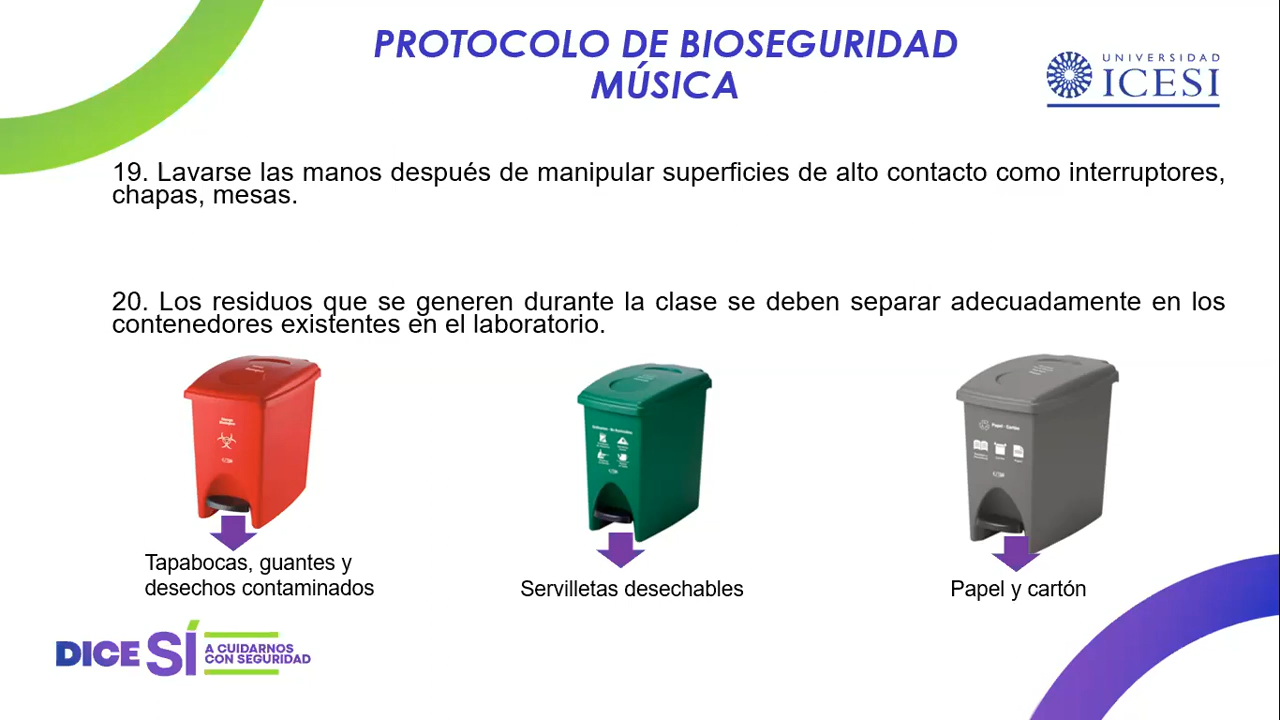 PROTOCOLO DE BIOSEGURIDAD
MÚSICA
UNIVERSIDAD
ICESI
19. Lavarse las manos después de manipular superficies de alto contacto como interruptores,
chapas, mesas.
20. Los residuos que se generen durante la clase se deben separar adecuadamente en los
contenedores existentes en el laboratorio.
Papel - Cartón
Tapabocas, guantes y
desechos contaminados
Servilletas desechables
Papel y cartón
DICE SÍ
A CUIDARNOS
CON SEGURIDAD